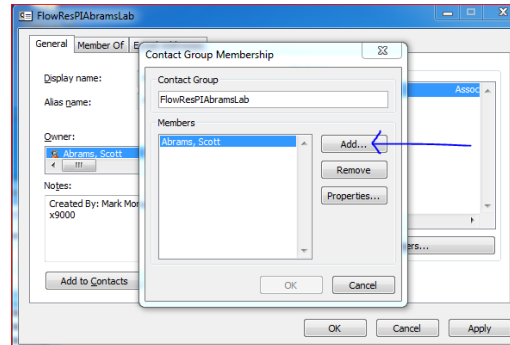 FlowResPIAbramsLab
General
Member Of
Display name:
Alias name:
Owner:
Abrams, Scott
Notes:
Created By: Mark
x9000
Add to Contacts
Assoc
Contact Group Membership
Contact Group
FlowResPIAbramsLab
Members
Abrams, Scott
Add...
Remove
Properties...
OK
Cancel
OK
Cancel
Apply